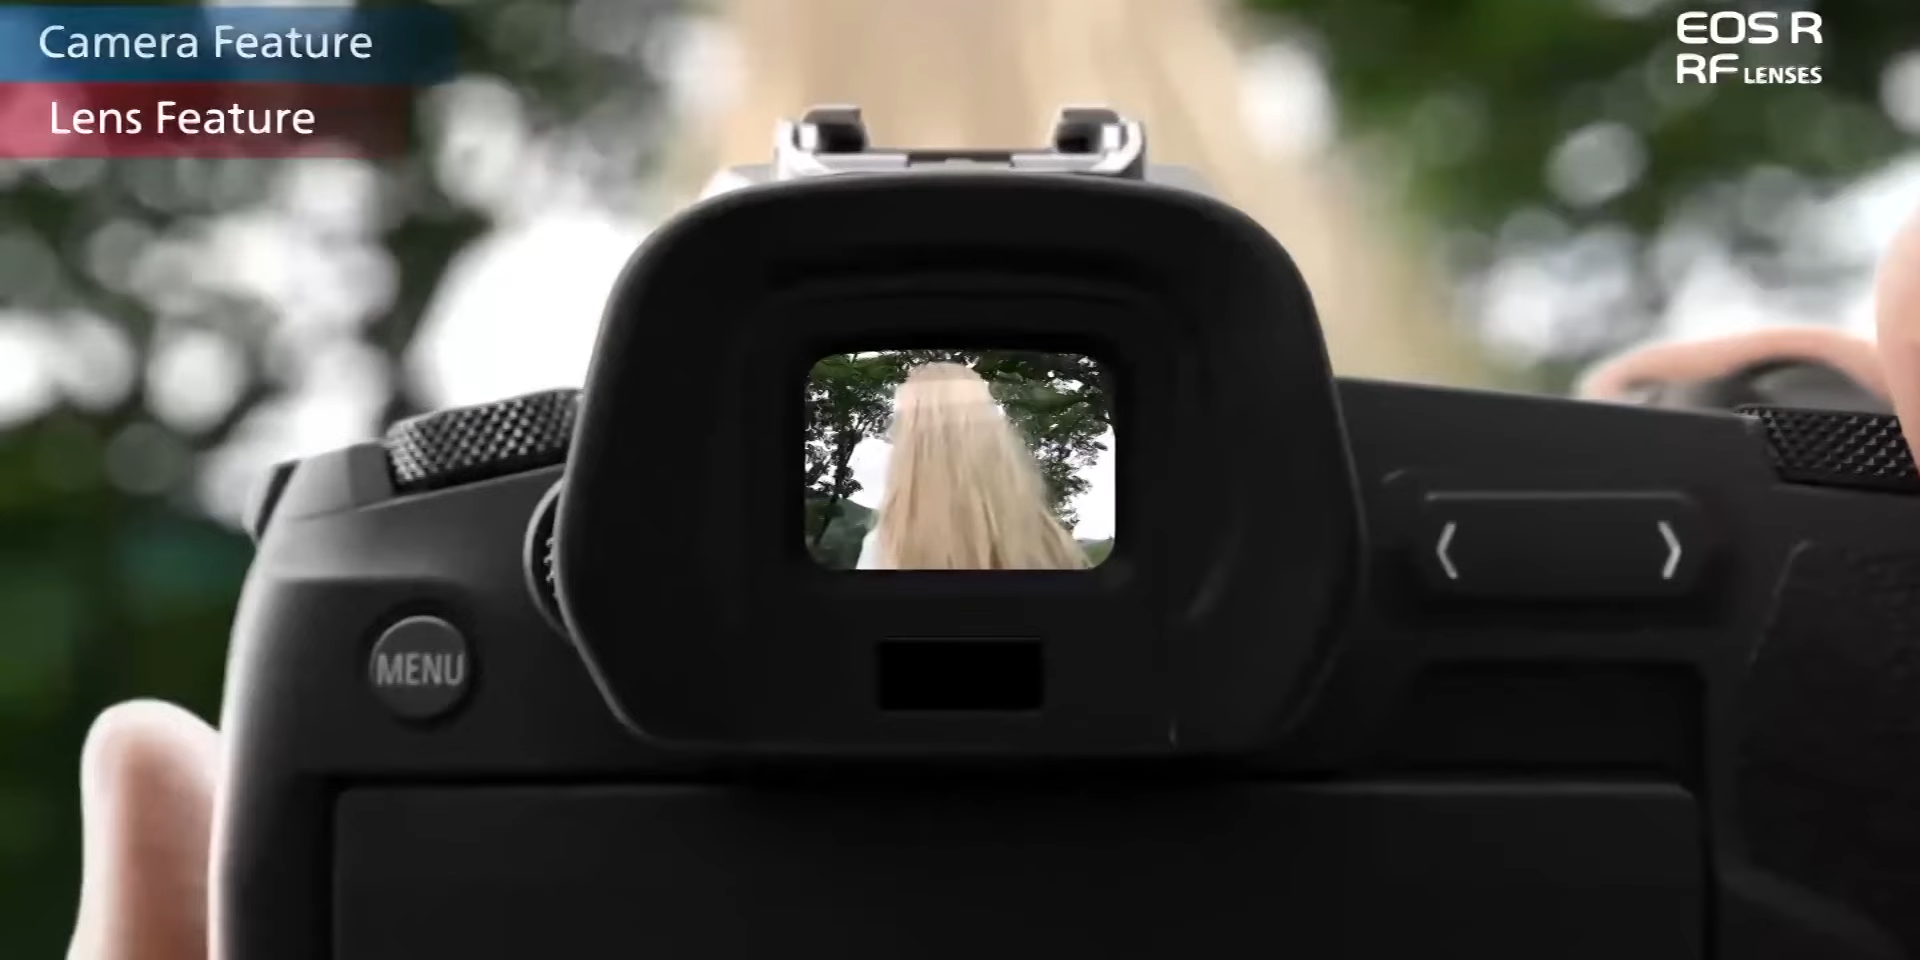 Camera Feature
Lens Feature
EOS R
RF LENSES
MENU